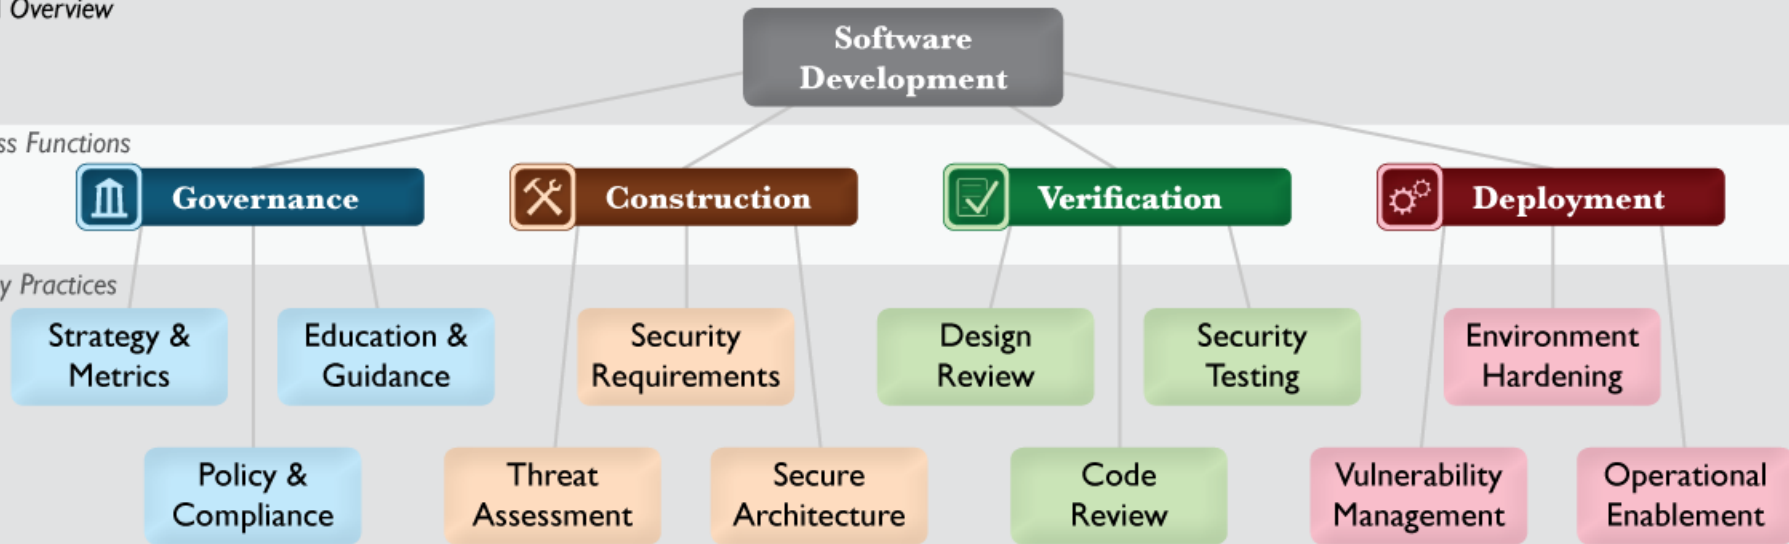 Overview
Software
Development
ss Functions
Governance
Construction
Verification
Deployment
y Practices
Strategy &
Metrics
Education &
Guidance
Security
Requirements
Design
Review
Security
Testing
Environment
Hardening
Policy &
Compliance
Threat
Assessment
Secure
Architecture
Code
Review
Vulnerability
Management
Operational
Enablement